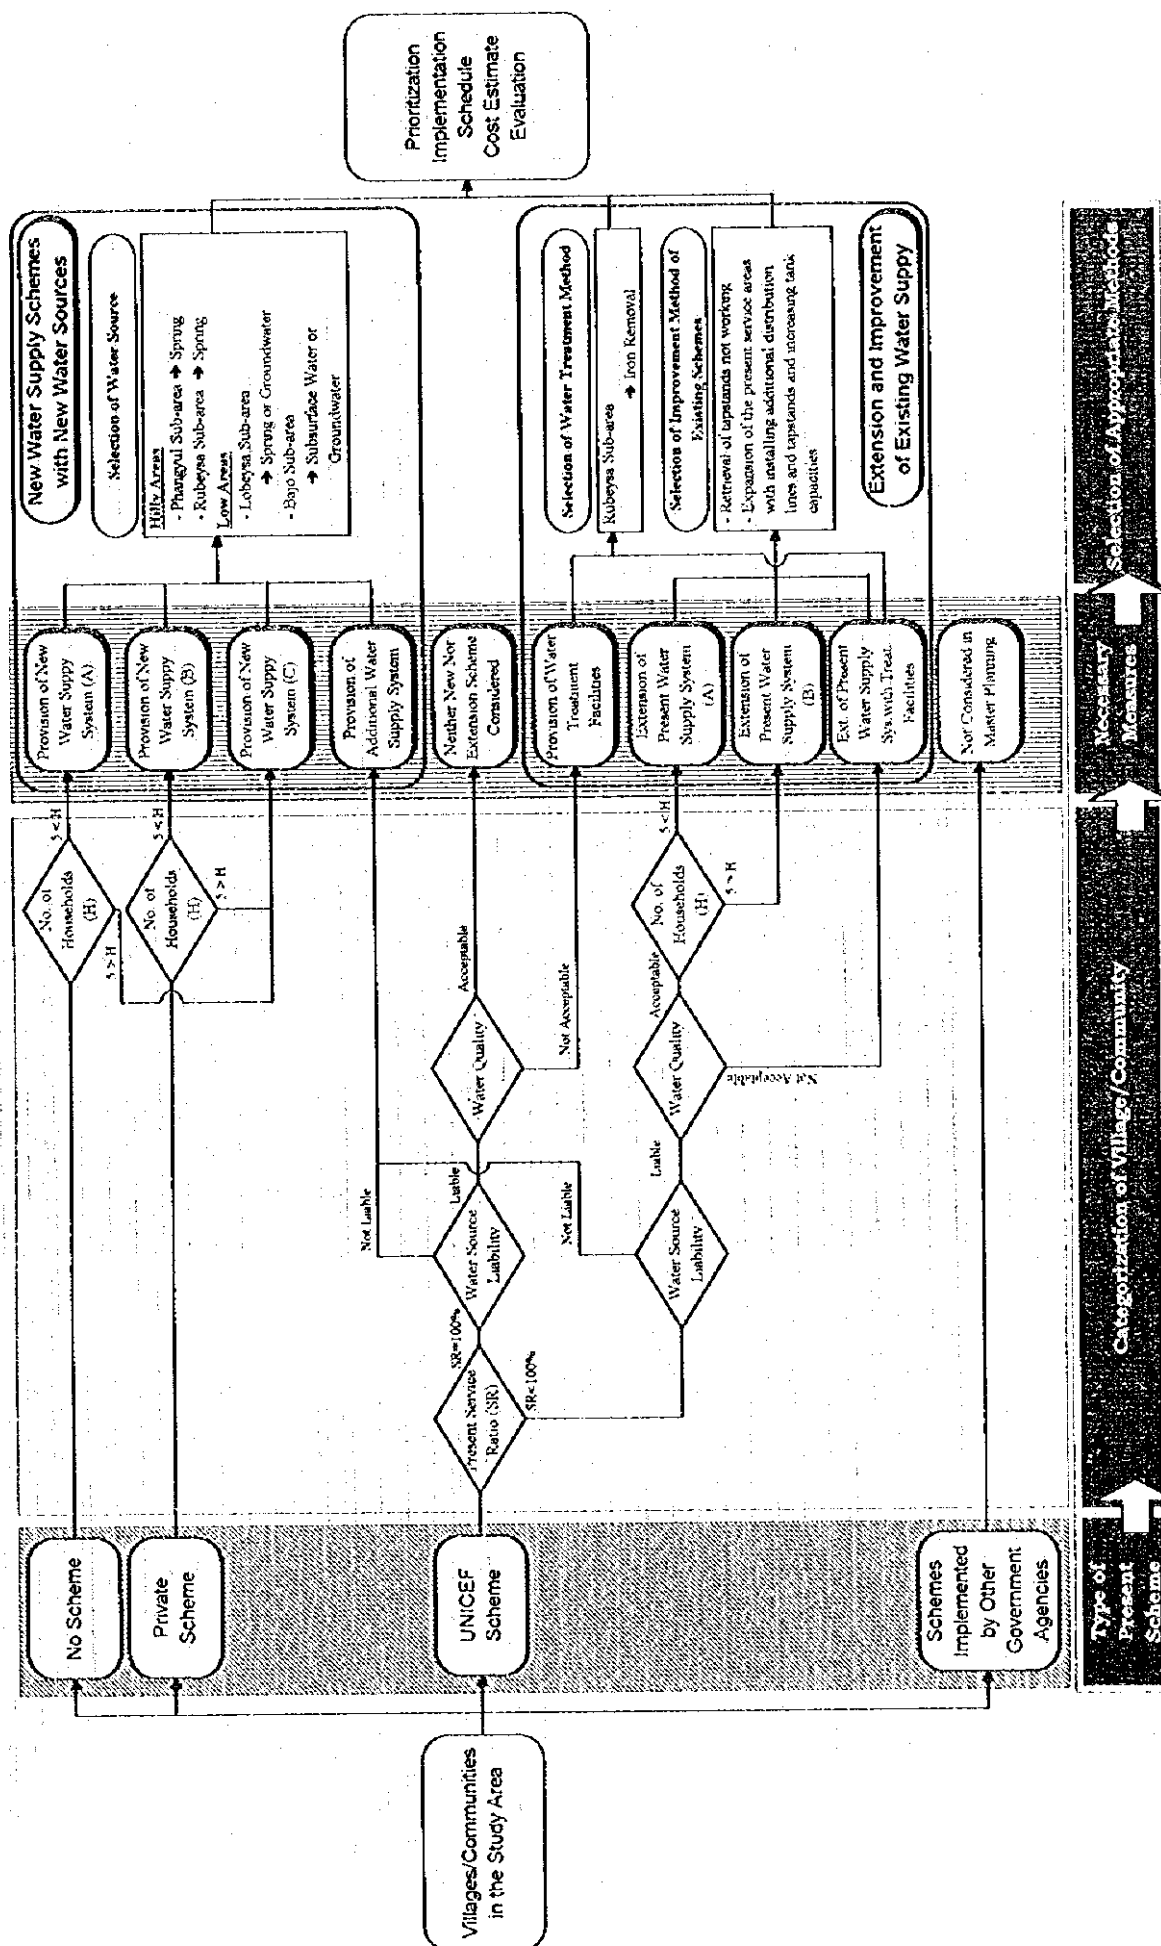 Villages/Communities
in the Study Area
No Scheme
Private
Scheme
UNICEF
Scheme
Schemes
Implemented
by Other
Government
Agencies
Type of
Present
Scheme
No. of
Households
(H)
5 < H
5 > H
No. of
Households
(H)
5 < H
5 > H
Present Service
Ratio (SR)
SR=100%
SR<100%
Water Source
Liability
Not Liable
Liable
Water Quality
Acceptable
Not Acceptable
Water Source
Liability
Not Liable
Liable
Water Quality
Acceptable
Not Acceptable
No. of
Households
(H)
5 < H
5 > H
Categorization of Village/Community
Provision of New
Water Suppy
System (A)
Provision of New
Water Suppy
System (B)
Provision of New
Water Suppy
System (C)
Provision of
Additional Water
Supply System
Neither New Nor
Extension Scheme
Considered
Provision of Water
Treatment
Facilities
Extension of
Present Water
Supply System
(A)
Extension of
Present Water
Supply System
(B)
Ext. of Present
Water Supply
Sys. with Treat.
Facilities
Not Considered in
Master Planning
Necessary
Measures
New Water Supply Schemes
with New Water Sources
Selection of Water Source
Hilly Areas
- Phangyul Sub-area ➔ Spring
- Rubeysa Sub-area ➔ Spring
Low Areas
- Lobeysa Sub-area
➔ Spring or Groundwater
- Bajo Sub-area
➔ Subsurface Water or
Groundwater
Selection of Water Treatment Method
Rubeysa Sub-area
➔ Iron Removal
Selection of Improvement Method of
Existing Schemes
- Retrieval of tapstands not working
- Expansion of the present service areas
with installing additional distribution
lines and tapstands and increasing tank
capacities
Extension and Improvement
of Existing Water Suppy
Selection of Appropriate Methods
Prioritization
Implementation
Schedule
Cost Estimate
Evaluation